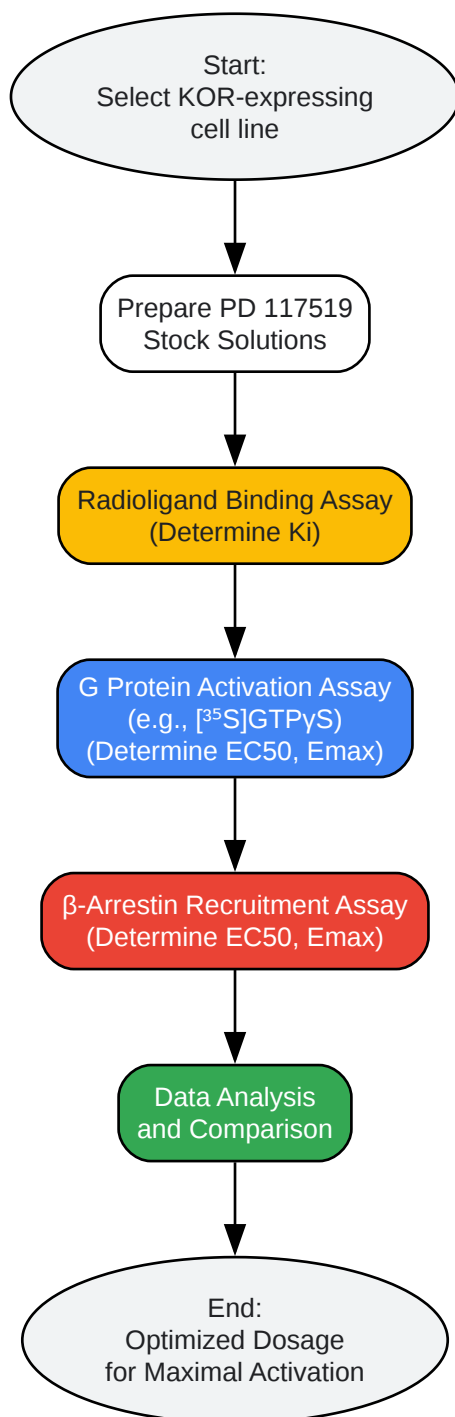 Start:
Select KOR-expressing
cell line
Prepare PD 117519
Stock Solutions
Radioligand Binding Assay
(Determine Ki)
G Protein Activation Assay
(e.g., [³⁵S]GTPγS)
(Determine EC50, Emax)
β-Arrestin Recruitment Assay
(Determine EC50, Emax)
Data Analysis
and Comparison
End:
Optimized Dosage
for Maximal Activation